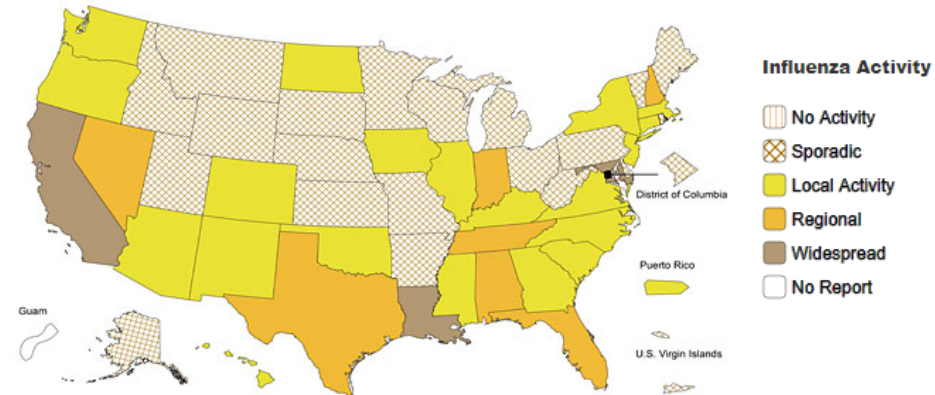 Influenza Activity
No Activity
Sporadic
Local Activity
Regional
Widespread
No Report
District of Columbia
Puerto Rico
U.S. Virgin Islands
Guam